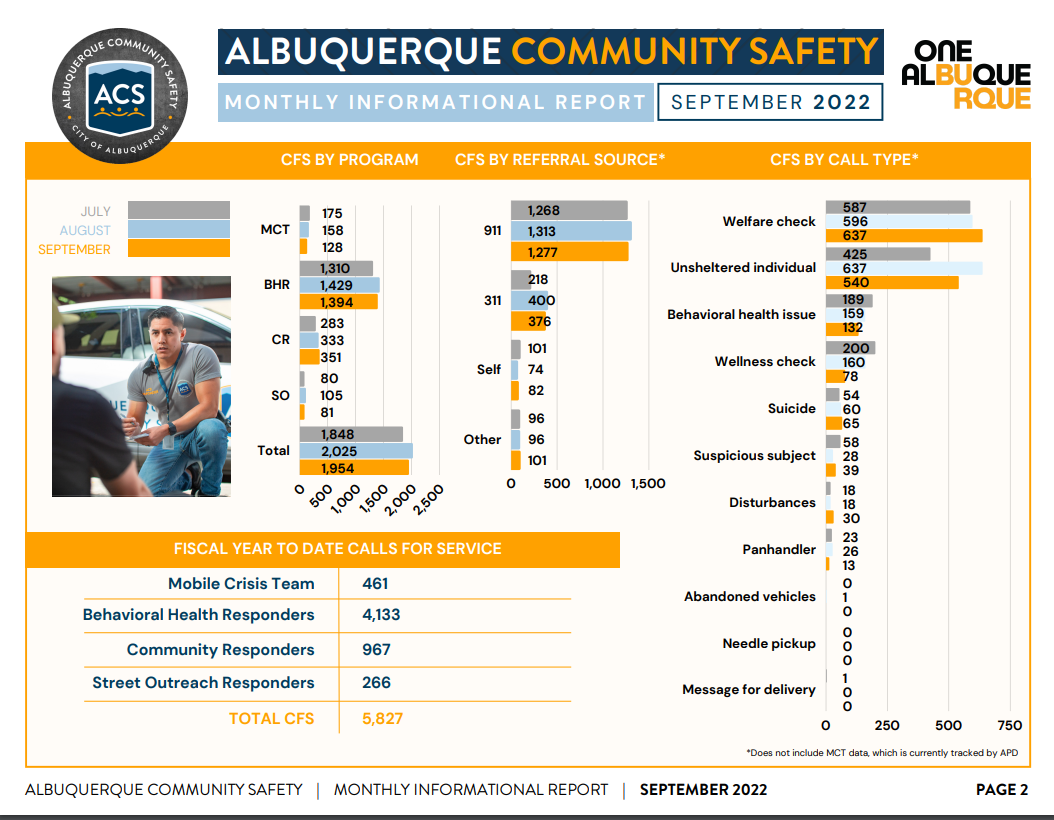 ALBUQUERQUE COMMUNITY SAFETY
ACS
CITY OF ALBUQUERQUE
ALBUQUERQUE COMMUNITY SAFETY
MONTHLY INFORMATIONAL REPORT
SEPTEMBER 2022
ONE
ALBUQUE
RQUE
CFS BY PROGRAM
CFS BY REFERRAL SOURCE*
CFS BY CALL TYPE*
JULY
AUGUST
SEPTEMBER
MCT
175
158
128
BHR
1,310
1,429
1,394
CR
283
333
351
SO
80
105
81
Total
1,848
2,025
1,954
0 500 1,000 1,500 2,000 2,500
911
1,268
1,313
1,277
311
218
400
376
Self
101
74
82
Other
96
96
101
0 500 1,000 1,500
Welfare check
587
596
637
Unsheltered individual
425
637
540
Behavioral health issue
189
159
132
Wellness check
200
160
78
Suicide
54
60
65
Suspicious subject
58
28
39
Disturbances
18
18
30
Panhandler
23
26
13
Abandoned vehicles
0
1
0
Needle pickup
0
0
0
Message for delivery
1
0
0
0 250 500 750
*Does not include MCT data, which is currently tracked by APD
FISCAL YEAR TO DATE CALLS FOR SERVICE
Mobile Crisis Team 461
Behavioral Health Responders 4,133
Community Responders 967
Street Outreach Responders 266
TOTAL CFS 5,827
ALBUQUERQUE COMMUNITY SAFETY | MONTHLY INFORMATIONAL REPORT | SEPTEMBER 2022
PAGE 2